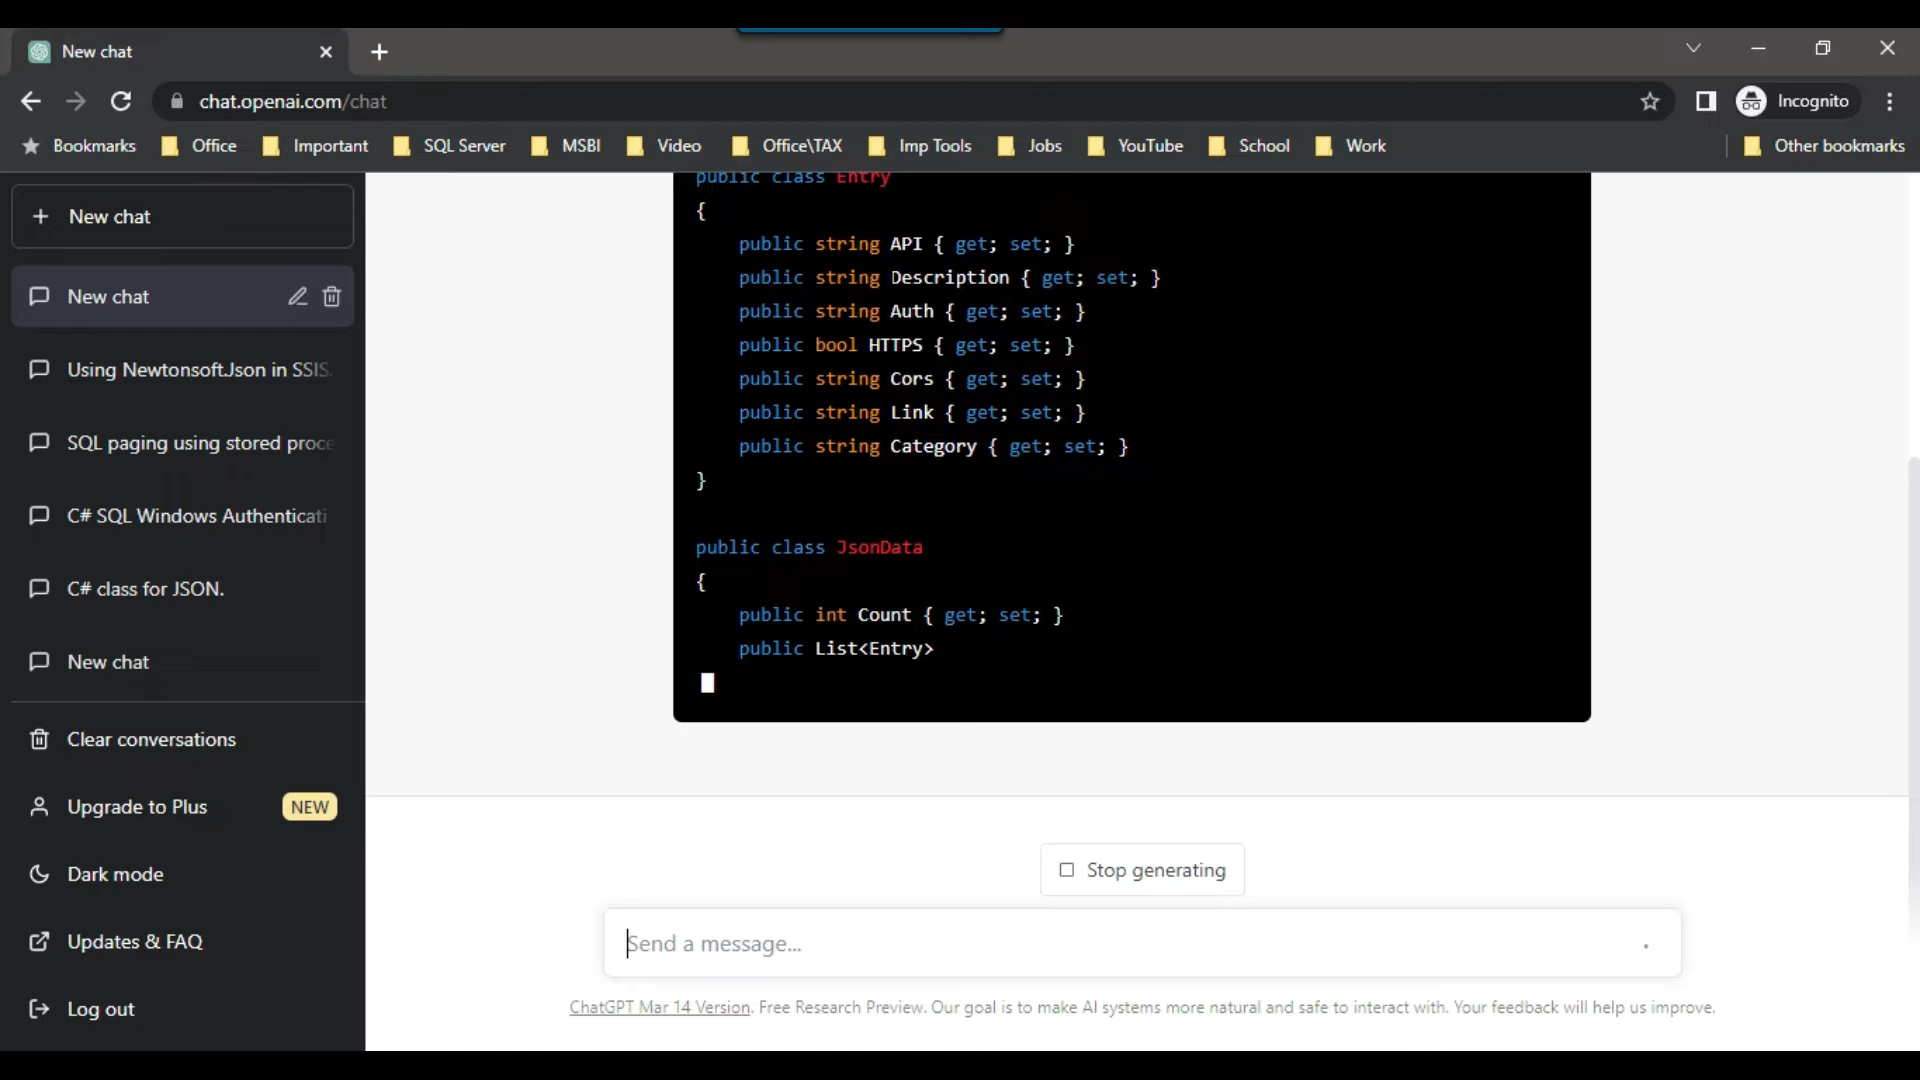 New chat
chat.openai.com/chat
Incognito
Bookmarks
Office
Important
SQL Server
MSBI
Video
Office\TAX
Imp Tools
Jobs
YouTube
School
Work
Other bookmarks
New chat
New chat
Using Newtonsoft.Json in SSIS.
SQL paging using stored proce
C# SQL Windows Authenticati
C# class for JSON.
New chat
Clear conversations
Upgrade to Plus
NEW
Dark mode
Updates & FAQ
Log out
public class Entry
{
public string API { get; set; }
public string Description { get; set; }
public string Auth { get; set; }
public bool HTTPS { get; set; }
public string Cors { get; set; }
public string Link { get; set; }
public string Category { get; set; }
}
public class JsonData
{
public int Count { get; set; }
public List<Entry>
Stop generating
Send a message...
ChatGPT Mar 14 Version. Free Research Preview. Our goal is to make AI systems more natural and safe to interact with. Your feedback will help us improve.